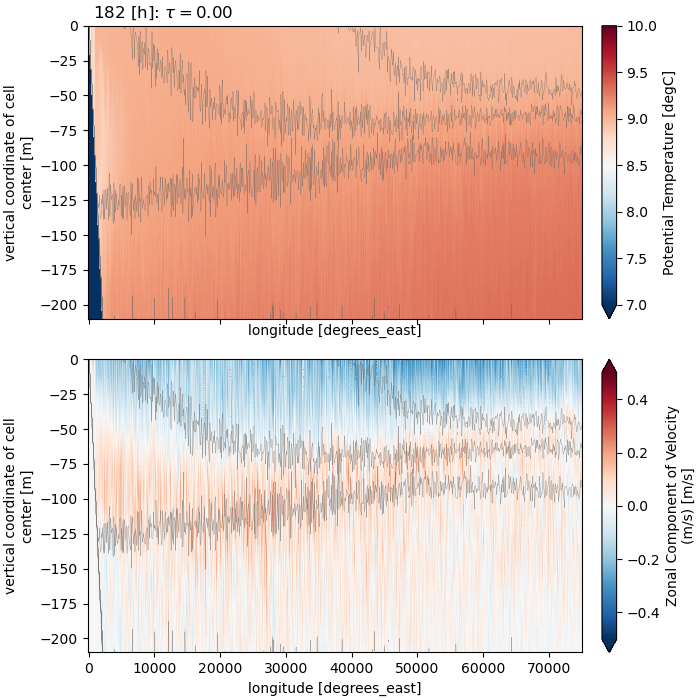 182 [h]: τ = 0.00
0
−25
−50
−75
−100
−125
−150
−175
−200
vertical coordinate of cell
center [m]
longitude [degrees_east]
10.0
9.5
9.0
8.5
8.0
7.5
7.0
Potential Temperature [degC]
0
−25
−50
−75
−100
−125
−150
−175
−200
vertical coordinate of cell
center [m]
0 10000 20000 30000 40000 50000 60000 70000
longitude [degrees_east]
0.4
0.2
0.0
−0.2
−0.4
Zonal Component of Velocity
(m/s) [m/s]